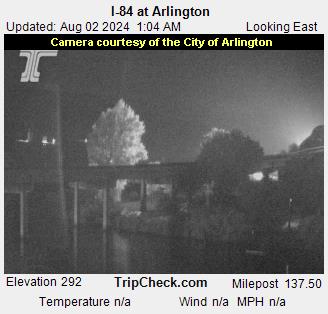 I-84 at Arlington
Updated: Aug 02 2024 1:04 AM Looking East
Camera courtesy of the City of Arlington
Elevation 292 TripCheck.com Milepost 137.50
Temperature n/a Wind n/a MPH n/a